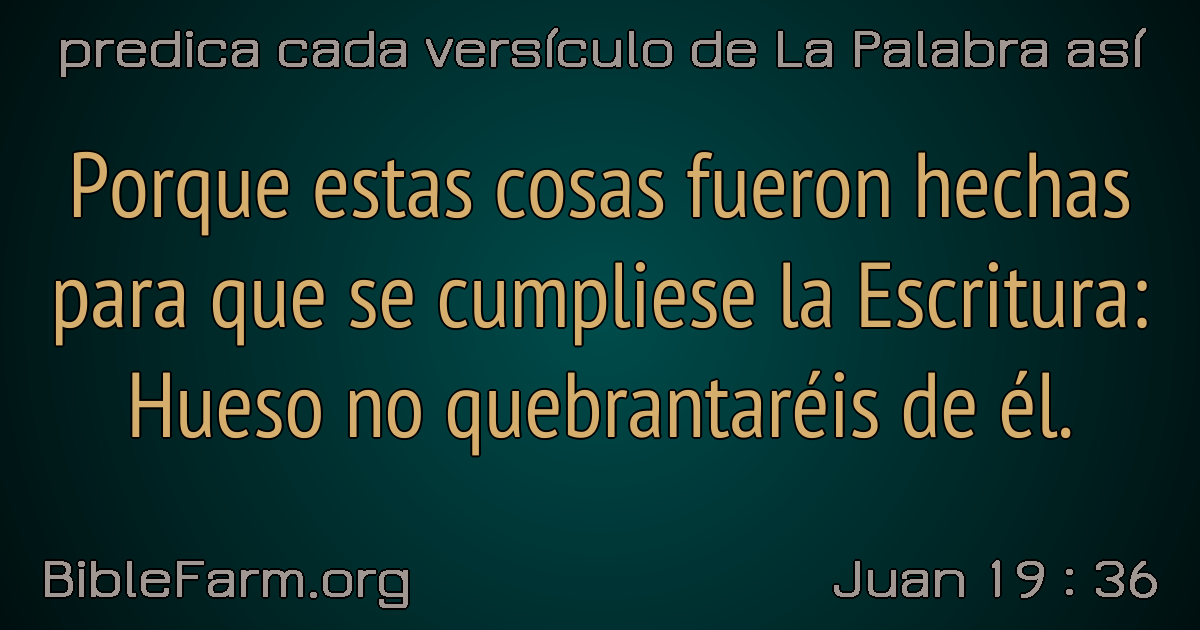 predica cada versículo de La Palabra así
Porque estas cosas fueron hechas
para que se cumpliese la Escritura:
Hueso no quebrantaréis de él.
BibleFarm.org
Juan 19 : 36